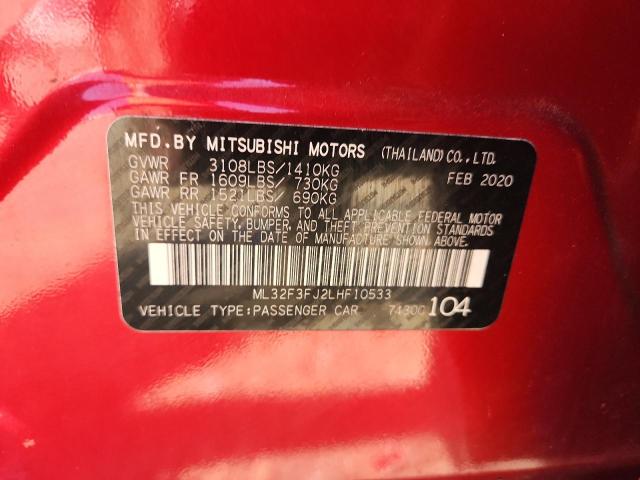 MFD.BY MITSUBISHI MOTORS (THAILAND)CO.,LTD.
GVWR 3108LBS/1410KG FEB 2020
GAWR FR 1609LBS/ 730KG
GAWR RR 1521LBS/ 690KG
THIS VEHICLE CONFORMS TO ALL APPLICABLE FEDERAL MOTOR
VEHICLE SAFETY, BUMPER, AND THEFT PREVENTION STANDARDS
IN EFFECT ON THE DATE OF MANUFACTURE SHOWN ABOVE.
ML32F3FJ2LHF10533
VEHICLE TYPE:PASSENGER CAR 7430C 104